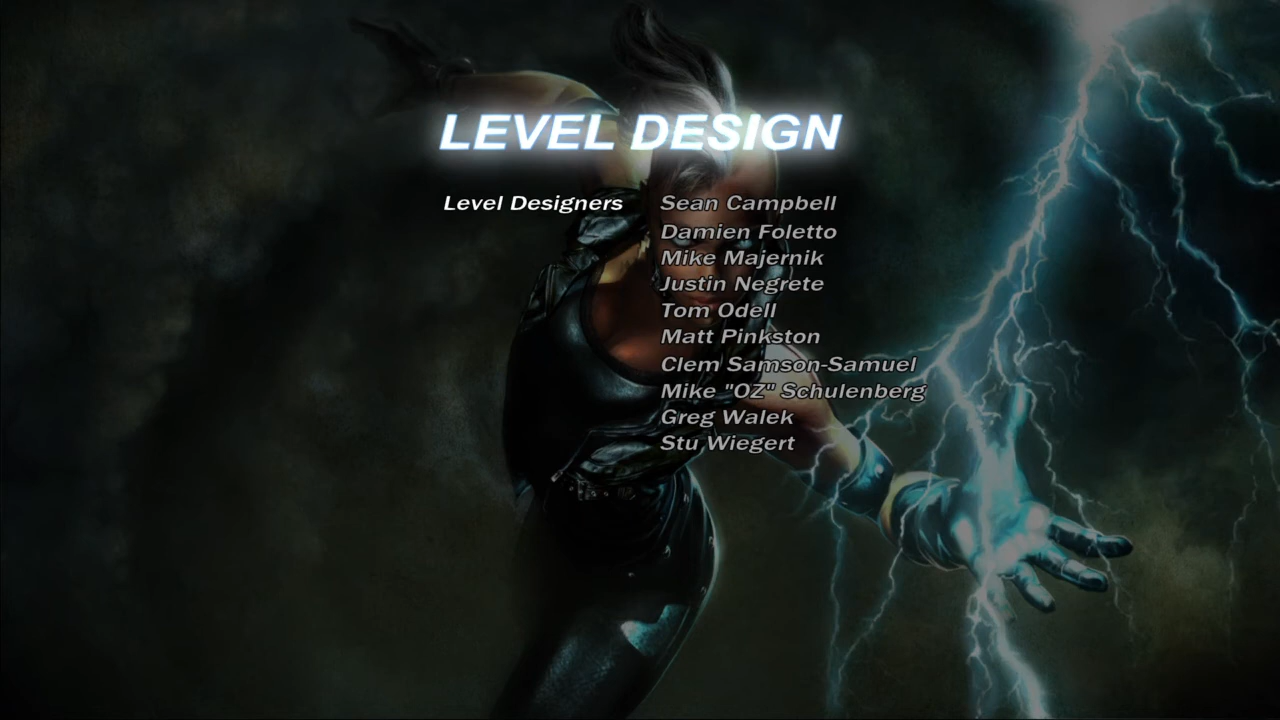 LEVEL DESIGN
Level Designers Sean Campbell
Damien Foletto
Mike Majernik
Justin Negrete
Tom Odell
Matt Pinkston
Clem Samson-Samuel
Mike "OZ" Schulenberg
Greg Walek
Stu Wiegert